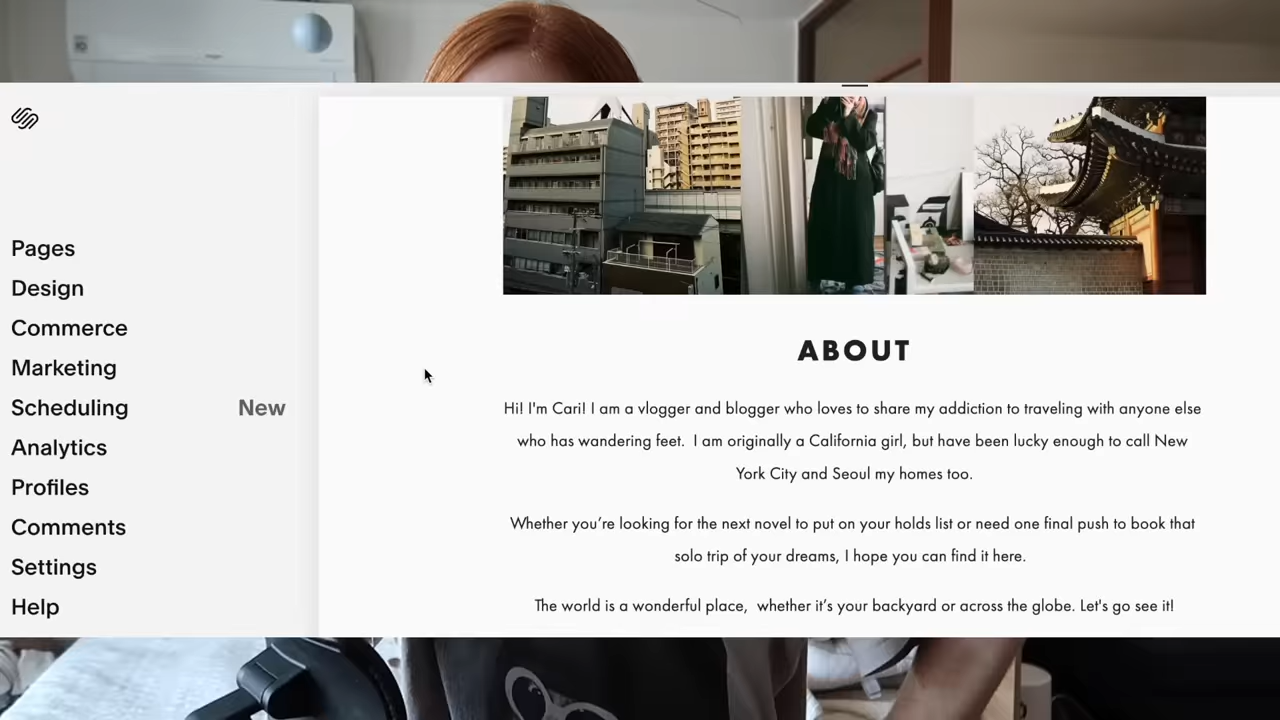 Pages
Design
Commerce
Marketing
Scheduling New
Analytics
Profiles
Comments
Settings
Help
ABOUT
Hi! I'm Cari! I am a vlogger and blogger who loves to share my addiction to traveling with anyone else
who has wandering feet.  I am originally a California girl, but have been lucky enough to call New
York City and Seoul my homes too.
Whether you’re looking for the next novel to put on your holds list or need one final push to book that
solo trip of your dreams, I hope you can find it here.
The world is a wonderful place,  whether it’s your backyard or across the globe. Let's go see it!